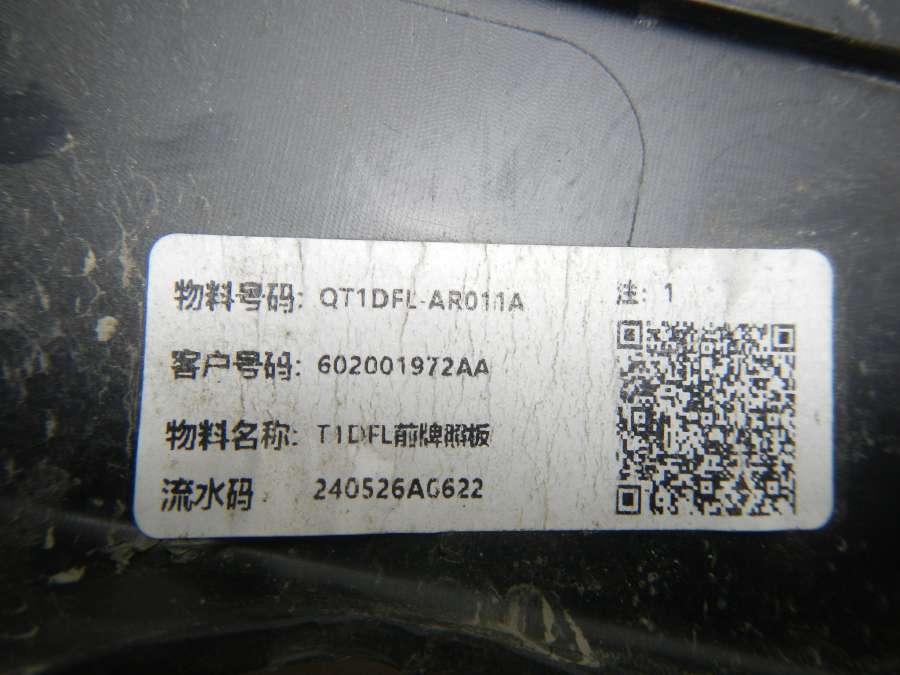 物料号码: QT1DFL-AR011A
注: 1
客户号码: 602001972AA
物料名称: T1DFL前牌照板
流水码 240526A0622